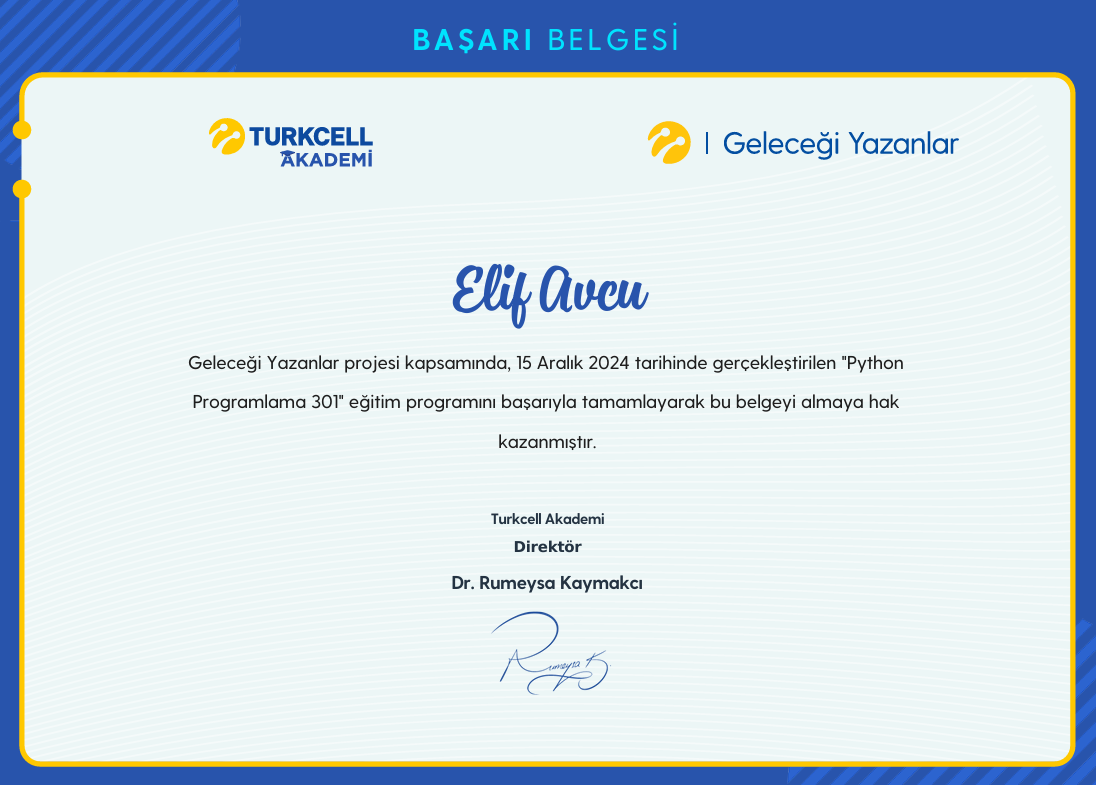 BAŞARI BELGESİ
TURKCELL
AKADEMİ
Geleceği Yazanlar
Elif Avcu
Geleceği Yazanlar projesi kapsamında, 15 Aralık 2024 tarihinde gerçekleştirilen "Python
Programlama 301" eğitim programını başarıyla tamamlayarak bu belgeyi almaya hak
kazanmıştır.
Turkcell Akademi
Direktör
Dr. Rumeysa Kaymakcı
Rumeysa K